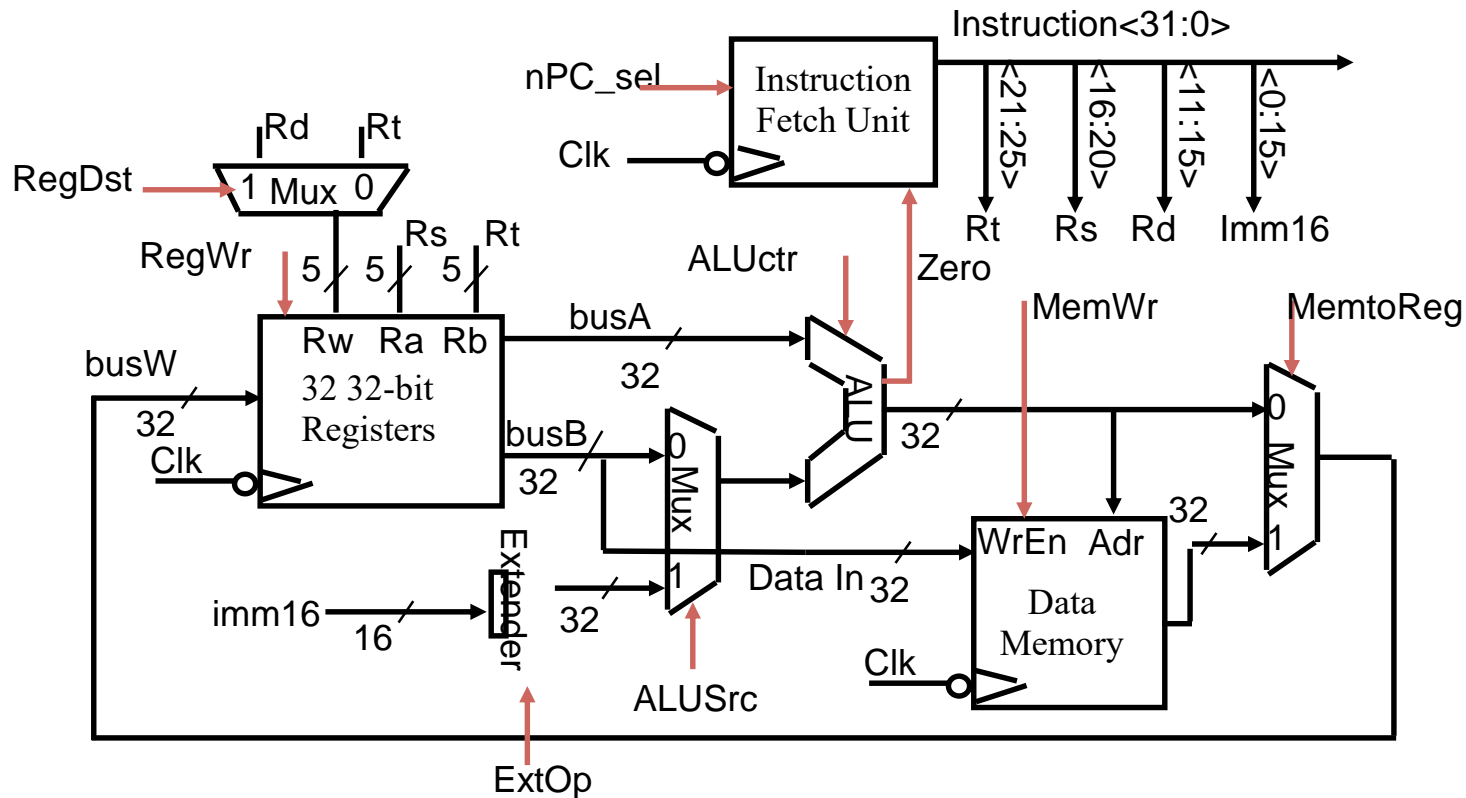 Instruction<31:0>
nPC_sel
Instruction
Fetch Unit
<21:25>
<16:20>
<11:15>
<0:15>
Rd
Rt
Clk
RegDst
1 Mux 0
Rt
Rs
Rd
Imm16
RegWr
5
5
Rs
5
Rt
ALUctr
Zero
MemWr
MemtoReg
busW
32
Rw Ra Rb
32 32-bit
Registers
Clk
busA
32
busB
32
0
Mux
1
ALU
32
0
Mux
1
32
WrEn Adr
Data In
32
Data
Memory
Clk
imm16
16
Extender
32
ALUSrc
ExtOp